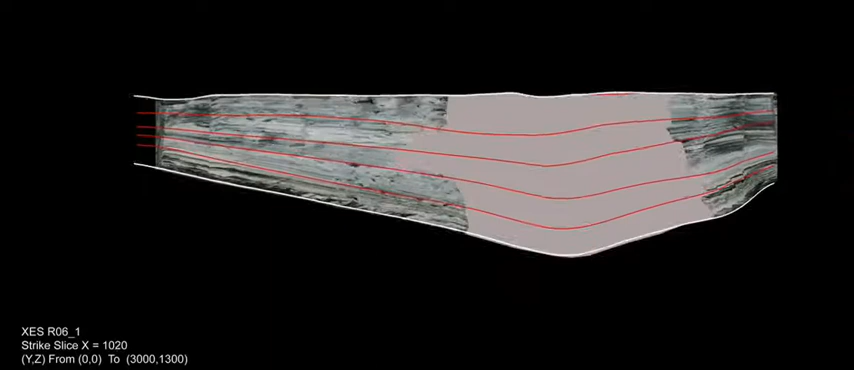 XES R06_1
Strike Slice X = 1020
(Y,Z) From (0,0) To (3000,1300)